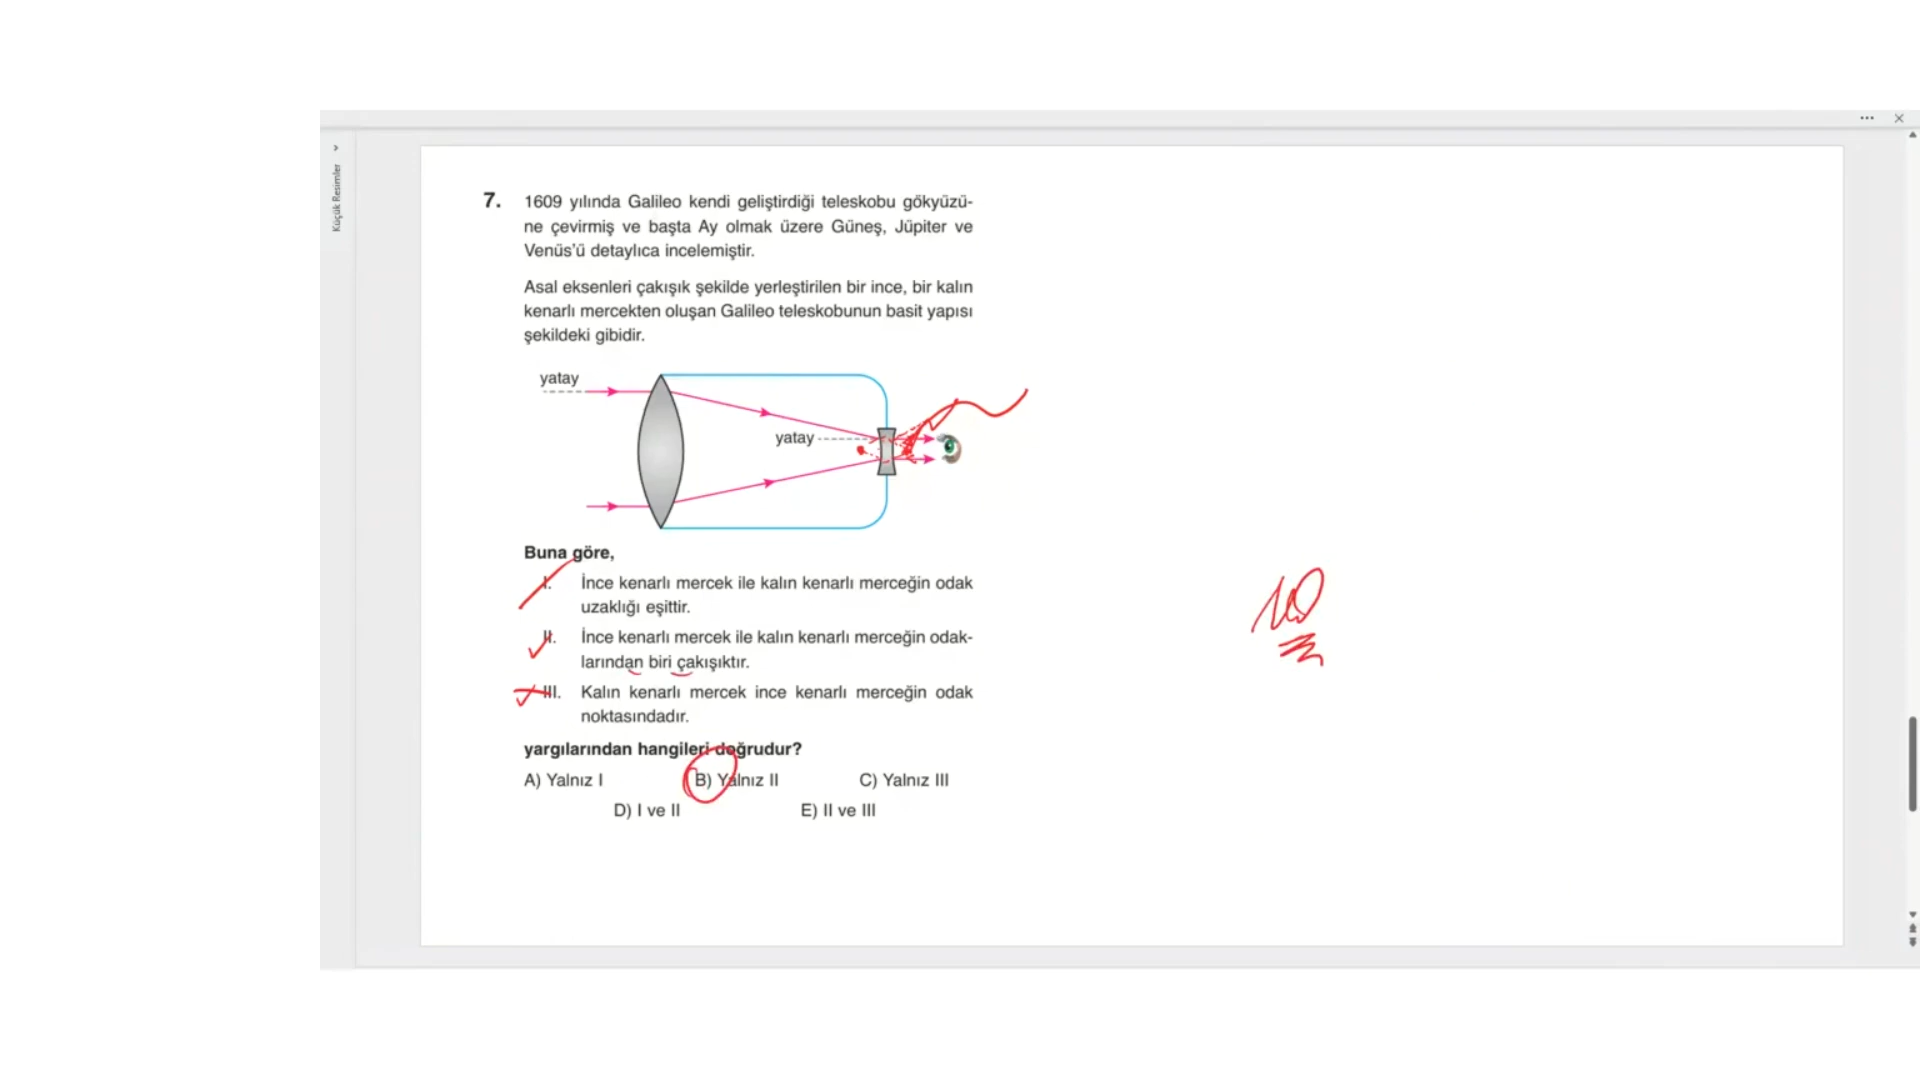 Küçük Resimler
7. 1609 yılında Galileo kendi geliştirdiği teleskobu gökyüzü-
ne çevirmiş ve başta Ay olmak üzere Güneş, Jüpiter ve
Venüs'ü detaylıca incelemiştir.
Asal eksenleri çakışık şekilde yerleştirilen bir ince, bir kalın
kenarlı mercekten oluşan Galileo teleskobunun basit yapısı
şekildeki gibidir.
yatay
yatay
Buna göre,
I. İnce kenarlı mercek ile kalın kenarlı merceğin odak
uzaklığı eşittir.
II. İnce kenarlı mercek ile kalın kenarlı merceğin odak-
larından biri çakışıktır.
III. Kalın kenarlı mercek ince kenarlı merceğin odak
noktasındadır.
yargılarından hangileri doğrudur?
A) Yalnız I B) Yalnız II C) Yalnız III
D) I ve II E) II ve III